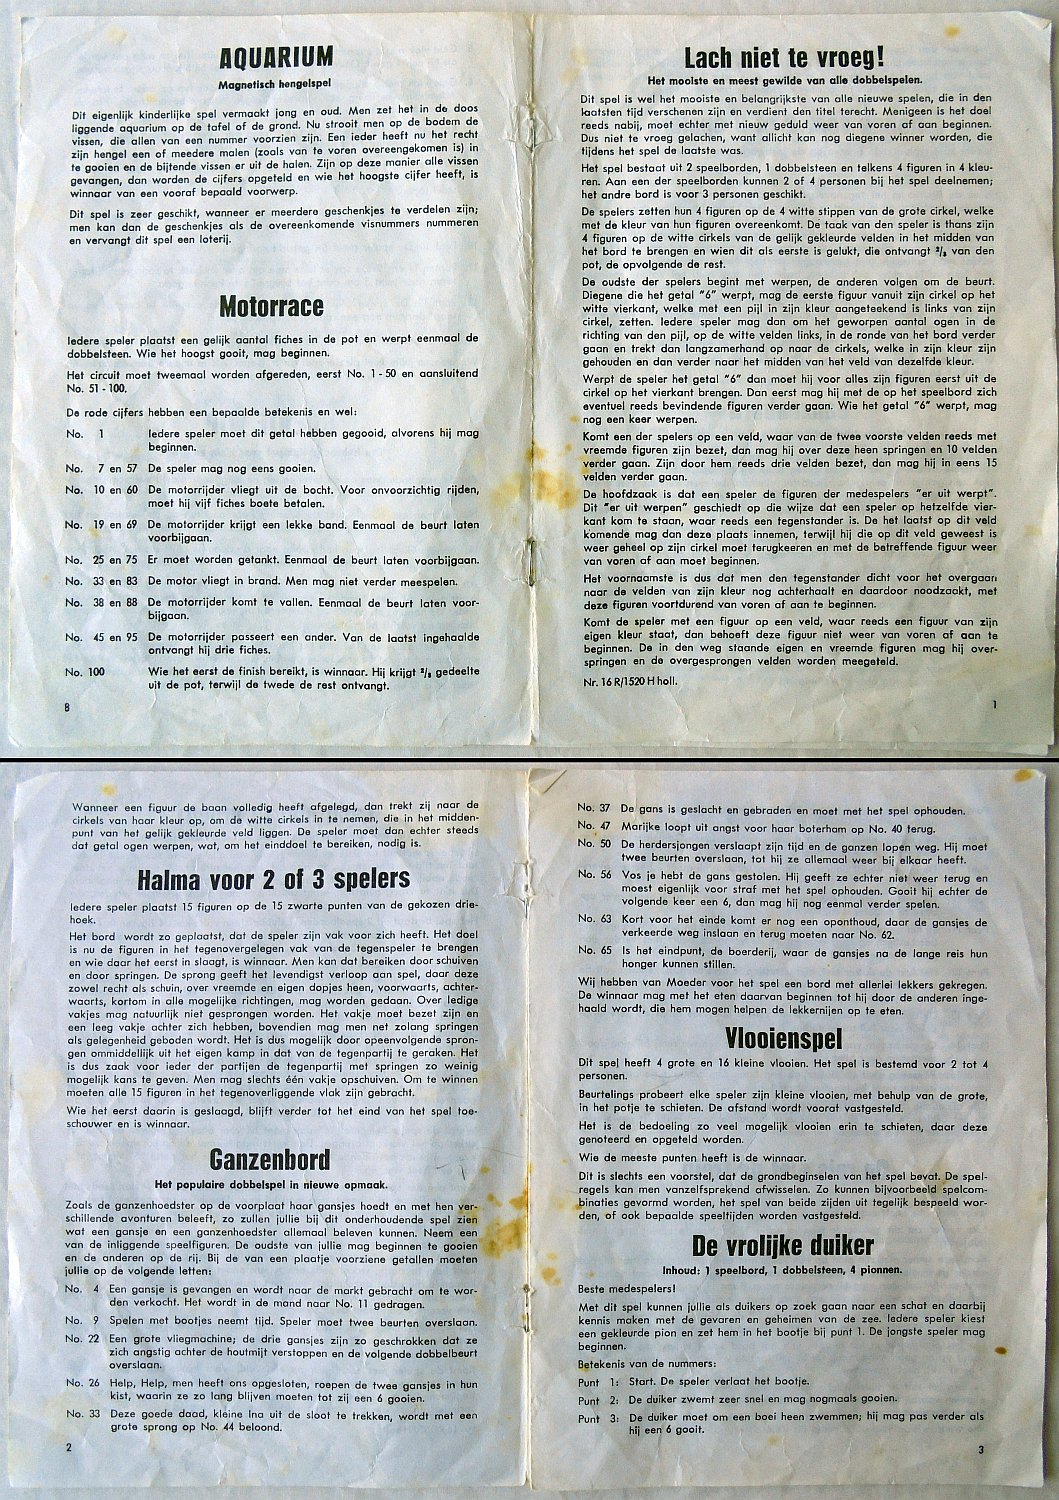 AQUARIUM
Magnetisch hengelspel
Dit eigenlijk kinderlijke spel vermaakt jong en oud. Men zet het in de doos
liggende aquarium op de tafel of de grond. Nu strooit men op de bodem de
vissen, die allen van een nummer voorzien zijn. Een ieder heeft nu het recht
zijn hengel een of meedere malen (zoals van te voren overeengekomen is) in
te gooien en de bijtende vissen er uit de halen. Zijn op deze manier alle vissen
gevangen, dan worden de cijfers opgeteld en wie het hoogste cijfer heeft, is
winnaar van een vooraf bepaald voorwerp.
Dit spel is zeer geschikt, wanneer er meerdere geschenkjes te verdelen zijn;
men kan dan de geschenkjes als de overeenkomende visnummers nummeren
en vervangt dit spel een loterij.
Motorrace
Iedere speler plaatst een gelijk aantal fiches in de pot en werpt eenmaal de
dobbelsteen. Wie het hoogst gooit, mag beginnen.
Het circuit moet tweemaal worden afgereden, eerst No. 1 - 50 en aansluitend
No. 51 - 100.
De rode cijfers hebben een bepaalde betekenis en wel:
No. 1 Iedere speler moet dit getal hebben gegooid, alvorens hij mag
beginnen.
No. 7 en 57 De speler mag nog eens gooien.
No. 10 en 60 De motorrijder vliegt uit de bocht. Voor onvoorzichtig rijden,
moet hij vijf fiches boete betalen.
No. 19 en 69 De motorrijder krijgt een lekke band. Eenmaal de beurt laten
voorbijgaan.
No. 25 en 75 Er moet worden getankt. Eenmaal de beurt laten voorbijgaan.
No. 33 en 83 De motor vliegt in brand. Men mag niet verder meespelen.
No. 38 en 88 De motorrijder komt te vallen. Eenmaal de beurt laten voor-
bijgaan.
No. 45 en 95 De motorrijder passeert een ander. Van de laatst ingehaalde
ontvangt hij drie fiches.
No. 100 Wie het eerst de finish bereikt, is winnaar. Hij krijgt ²/₃ gedeelte
uit de pot, terwijl de twede de rest ontvangt.
8
Lach niet te vroeg!
Het mooiste en meest gewilde van alle dobbelspelen.
Dit spel is wel het mooiste en belangrijkste van alle nieuwe spelen, die in den
laatsten tijd verschenen zijn en verdient den titel terecht. Menigeen is het doel
reeds nabij, moet echter met nieuw geduld weer van voren af aan beginnen.
Dus niet te vroeg gelachen, want allicht kan nog diegene winner worden, die
tijdens het spel de laatste was.
Het spel bestaat uit 2 speelborden, 1 dobbelsteen en telkens 4 figuren in 4 kleu-
ren. Aan een der speelborden kunnen 2 of 4 personen bij het spel deelnemen;
het andere bord is voor 3 personen geschikt.
De spelers zetten hun 4 figuren op de 4 witte stippen van de grote cirkel, welke
met de kleur van hun figuren overeenkomt. De taak van den speler is thans zijn
4 figuren op de witte cirkels van de gelijk gekleurde velden in het midden van
het bord te brengen en wien dit als eerste is gelukt, die ontvangt ²/₃ van den
pot, de opvolgende de rest.
De oudste der spelers begint met werpen, de anderen volgen om de beurt.
Diegene die het getal "6" werpt, mag de eerste figuur vanuit zijn cirkel op het
witte vierkant, welke met een pijl in zijn kleur aangeteekend is links van zijn
cirkel, zetten. Iedere speler mag dan om het geworpen aantal ogen in de
richting van den pijl, op de witte velden links, in de ronde van het bord verder
gaan en trekt dan langzamerhand op naar de cirkels, welke in zijn kleur zijn
gehouden en dan verder naar het midden van het veld van dezelfde kleur.
Werpt de speler het getal "6" dan moet hij voor alles zijn figuren eerst uit de
cirkel op het vierkant brengen. Dan eerst mag hij met de op het speelbord zich
eventuel reeds bevindende figuren verder gaan. Wie het getal "6" werpt, mag
nog een keer werpen.
Komt een der spelers op een veld, waar van de twee voorste velden reeds met
vreemde figuren zijn bezet, dan mag hij over deze heen springen en 10 velden
verder gaan. Zijn door hem reeds drie velden bezet, dan mag hij in eens 15
velden verder gaan.
De hoofdzaak is dat een speler de figuren der medespelers "er uit werpt".
Dit "er uit werpen" geschiedt op die wijze dat een speler op hetzelfde vier-
kant kom te staan, waar reeds een tegenstander is. De het laatst op dit veld
komende mag dan deze plaats innemen, terwijl hij die op dit veld geweest is
weer geheel op zijn cirkel moet terugkeeren en met de betreffende figuur weer
van voren af aan moet beginnen.
Het voornaamste is dus dat men den tegenstander dicht voor het overgaan
naar de velden van zijn kleur nog achterhaalt en daardoor noodzaakt, met
deze figuren voortdurend van voren af aan te beginnen.
Komt de speler met een figuur op een veld, waar reeds een figuur van zijn
eigen kleur staat, dan behoeft deze figuur niet weer van voren af aan te
beginnen. De in den weg staande eigen en vreemde figuren mag hij over-
springen en de overgesprongen velden worden meegeteld.
Nr. 16 R/1520 H holl.
1
Wanneer een figuur de baan volledig heeft afgelegd, dan trekt zij naar de
cirkels van haar kleur op, om de witte cirkels in te nemen, die in het midden-
punt van het gelijk gekleurde veld liggen. De speler moet dan echter steeds
dat getal ogen werpen, wat, om het einddoel te bereiken, nodig is.
Halma voor 2 of 3 spelers
Iedere speler plaatst 15 figuren op de 15 zwarte punten van de gekozen drie-
hoek.
Het bord wordt zo geplaatst, dat de speler zijn vak voor zich heeft. Het doel
is nu de figuren in het tegenovergelegen vak van de tegenspeler te brengen
en wie daar het eerst in slaagt, is winnaar. Men kan dat bereiken door schuiven
en door springen. De sprong geeft het levendigst verloop aan spel, daar deze
zowel recht als schuin, over vreemde en eigen dopjes heen, voorwaarts, achter-
waarts, kortom in alle mogelijke richtingen, mag worden gedaan. Over ledige
vakjes mag natuurlijk niet gesprongen worden. Het vakje moet bezet zijn en
een leeg vakje achter zich hebben, bovendien mag men net zolang springen
als gelegenheid geboden wordt. Het is dus mogelijk door opeenvolgende spron-
gen ommiddellijk uit het eigen kamp in dat van de tegenpartij te geraken. Het
is dus zaak voor ieder der partijen de tegenpartij met springen zo weinig
mogelijk kans te geven. Men mag slechts één vakje opschuiven. Om te winnen
moeten alle 15 figuren in het tegenoverliggende vlak zijn gebracht.
Wie het eerst daarin is geslaagd, blijft verder tot het eind van het spel toe-
schouwer en is winnaar.
Ganzenbord
Het populaire dobbelspel in nieuwe opmaak.
Zoals de ganzenhoedster op de voorplaat haar gansjes hoedt en met hen ver-
schillende avonturen beleeft, zo zullen jullie bij dit onderhoudende spel zien
wat een gansje en een ganzenhoedster allemaal beleven kunnen. Neem een
van de inliggende speelfiguren. De oudste van jullie mag beginnen te gooien
en de anderen op de rij. Bij de van een plaatje voorziene getallen moeten
jullie op de volgende letten:
No. 4 Een gansje is gevangen en wordt naar de markt gebracht om te wor-
den verkocht. Het wordt in de mand naar No. 11 gedragen.
No. 9 Spelen met bootjes neemt tijd. Speler moet twee beurten overslaan.
No. 22 Een grote vliegmachine; de drie gansjes zijn zo geschrokken dat ze
zich angstig achter de houtmijt verstoppen en de volgende dobbelbeurt
overslaan.
No. 26 Help, Help, men heeft ons opgesloten, roepen de twee gansjes in hun
kist, waarin ze zo lang blijven moeten tot zij een 6 gooien.
No. 33 Deze goede daad, kleine Ina uit de sloot te trekken, wordt met een
grote sprong op No. 44 beloond.
2
No. 37 De gans is geslacht en gebraden en moet met het spel ophouden.
No. 47 Marijke loopt uit angst voor haar boterham op No. 40 terug.
No. 50 De herdersjongen verslaapt zijn tijd en de ganzen lopen weg. Hij moet
twee beurten overslaan, tot hij ze allemaal weer bij elkaar heeft.
No. 56 Vos je hebt de gans gestolen. Hij geeft ze echter niet weer terug en
moest eigenlijk voor straf met het spel ophouden. Gooit hij echter de
volgende keer een 6, dan mag hij nog eenmal verder spelen.
No. 63 Kort voor het einde komt er nog een oponthoud, daar de gansjes de
verkeerde weg inslaan en terug moeten naar No. 62.
No. 65 Is het eindpunt, de boerderij, waar de gansjes na de lange reis hun
honger kunnen stillen.
Wij hebben van Moeder voor het spel een bord met allerlei lekkers gekregen.
De winnaar mag met het eten daarvan beginnen tot hij door de anderen inge-
haald wordt, die hem mogen helpen de lekkernijen op te eten.
Vlooienspel
Dit spel heeft 4 grote en 16 kleine vlooien. Het spel is bestemd voor 2 tot 4
personen.
Beurtelings probeert elke speler zijn kleine vlooien, met behulp van de grote,
in het potje te schieten. De afstand wordt vooraf vastgesteld.
Het is de bedoeling zo veel mogelijk vlooien erin te schieten, daar deze
genoteerd en opgeteld worden.
Wie de meeste punten heeft is de winnaar.
Dit is slechts een voorstel, dat de grondbeginselen van het spel bevat. De spel-
regels kan men vanzelfsprekend afwisselen. Zo kunnen bijvoorbeeld spelcom-
binaties gevormd worden, het spel van beide zijden uit tegelijk bespeeld wor-
den, of ook bepaalde speeltijden worden vastgesteld.
De vrolijke duiker
Inhoud: 1 speelbord, 1 dobbelsteen, 4 pionnen.
Beste medespelers!
Met dit spel kunnen jullie als duikers op zoek gaan naar een schat en daarbij
kennis maken met de gevaren en geheimen van de zee. Iedere speler kiest
een gekleurde pion en zet hem in het bootje bij punt 1. De jongste speler mag
beginnen.
Betekenis van de nummers:
Punt 1: Start. De speler verlaat het bootje.
Punt 2: De duiker zwemt zeer snel en mag nogmaals gooien.
Punt 3: De duiker moet om een boei heen zwemmen; hij mag pas verder als
hij een 6 gooit.
3